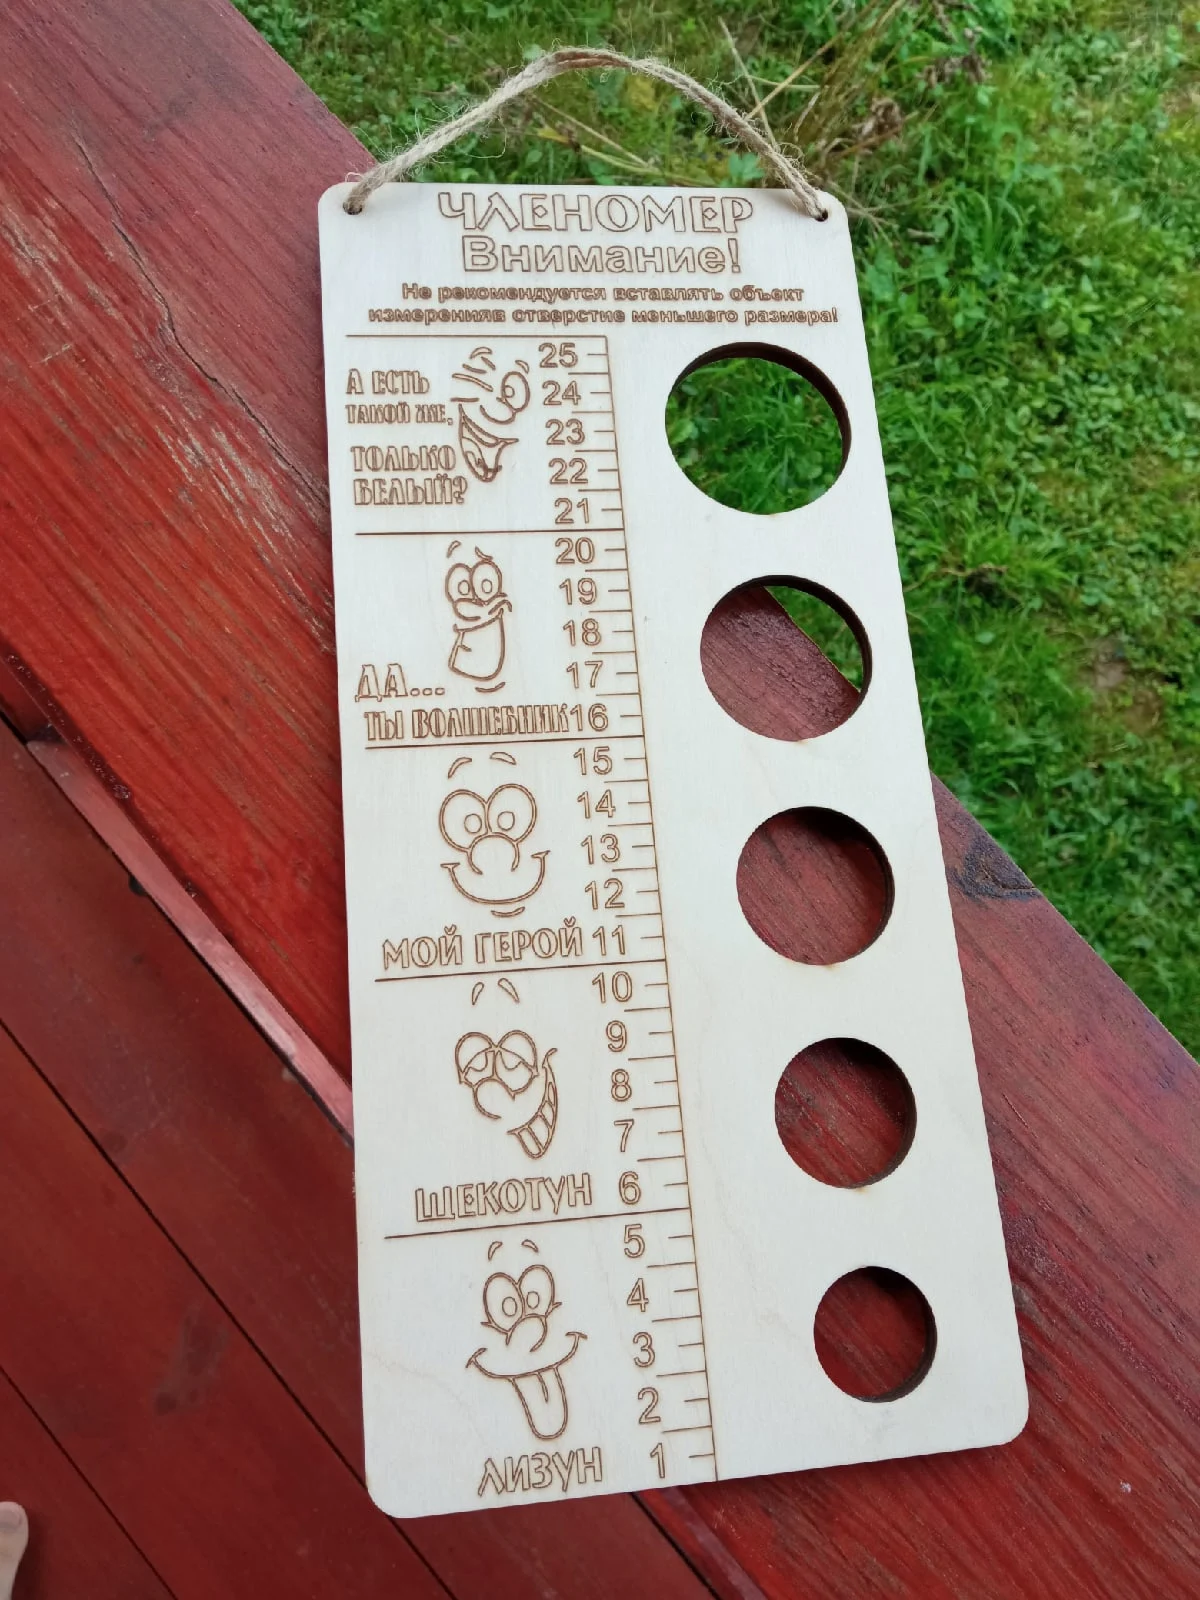 ЧЛЕНОМЕР
Внимание!
Не рекомендуется вставлять объект
измеренияв отверстие меньшего размера!
А ЕСТЬ
ТАКОЙ ЖЕ,
ТОЛЬКО
БЕЛЫЙ?
25
24
23
22
21
20
19
18
17
ДА...
ТЫ ВОЛШЕБНИК 16
15
14
13
12
МОЙ ГЕРОЙ 11
10
9
8
7
ЩЕКОТУН 6
5
4
3
2
ЛИЗУН 1